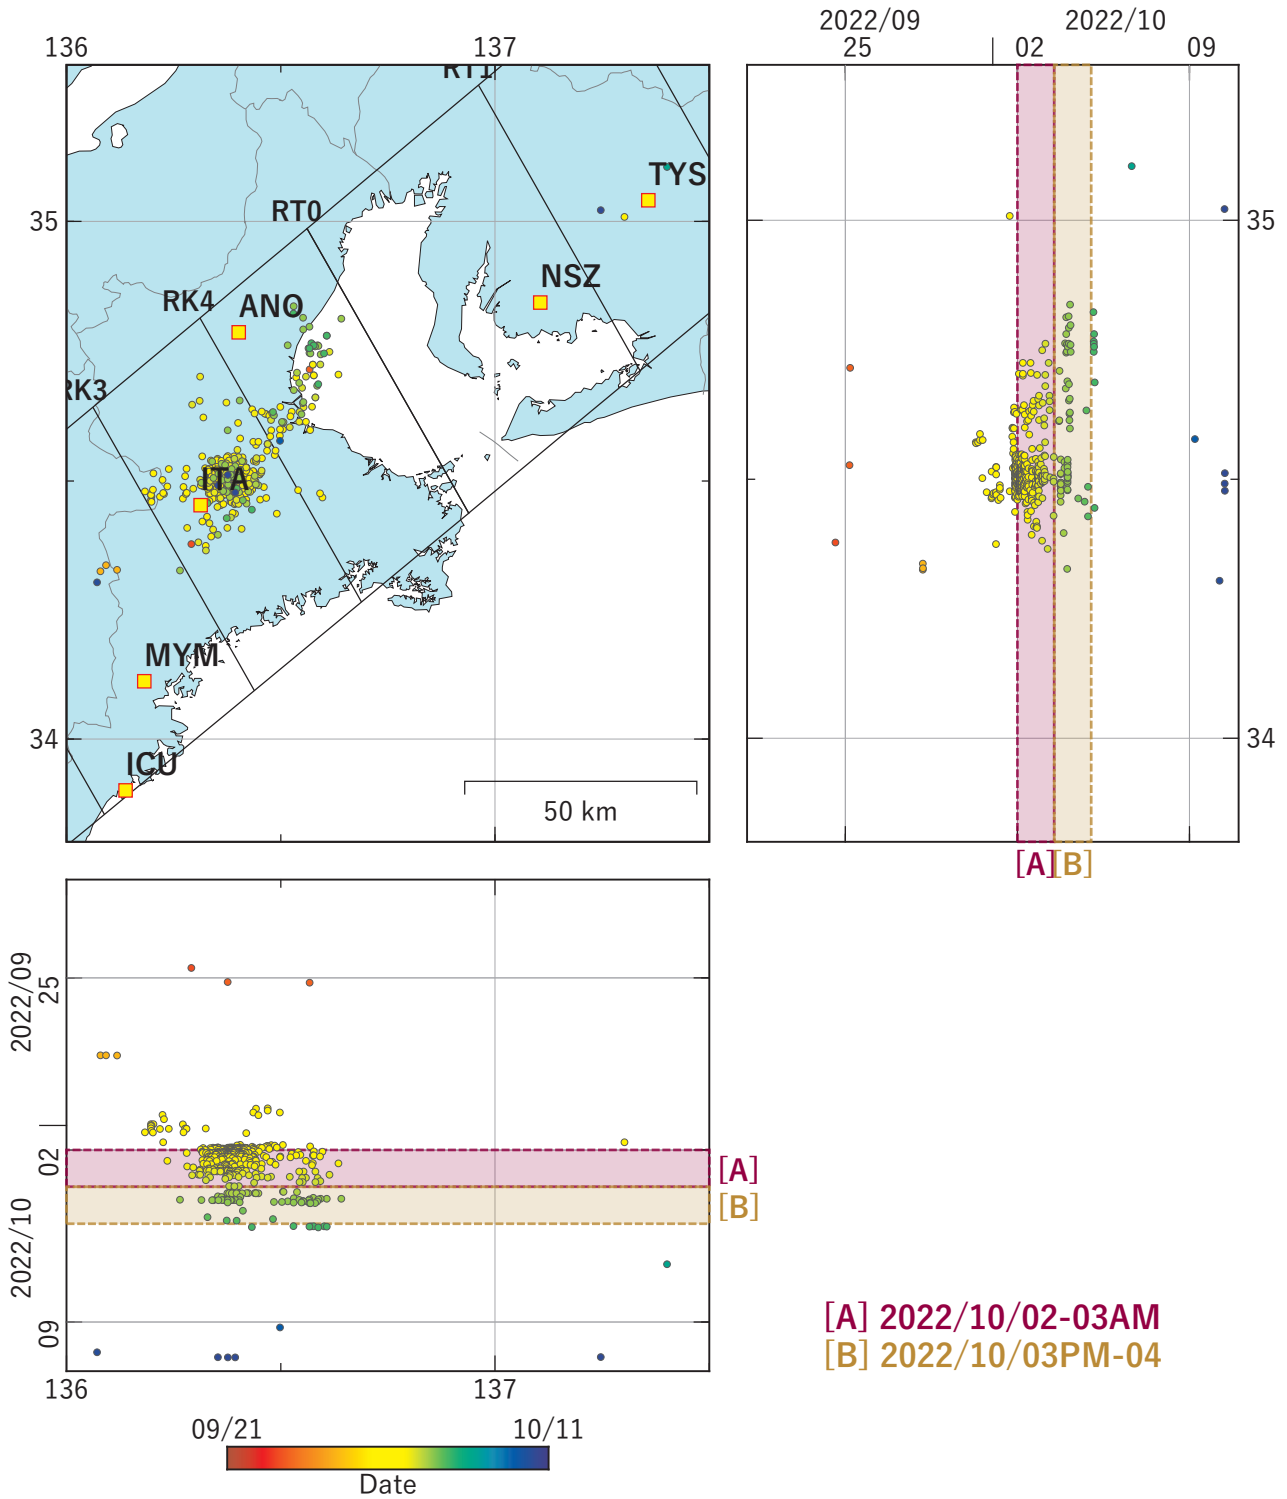 2022/09 2022/10
136 137 25 02 09
RT1
TYS
35 35
RT0
NSZ
RK4 ANO
RK3
ITA
MYM
34 34
ICU
50 km
[A] [B]
2022/09
25
[A]
02
[B]
2022/10
09
[A] 2022/10/02-03AM
[B] 2022/10/03PM-04
136 137
09/21 10/11
Date